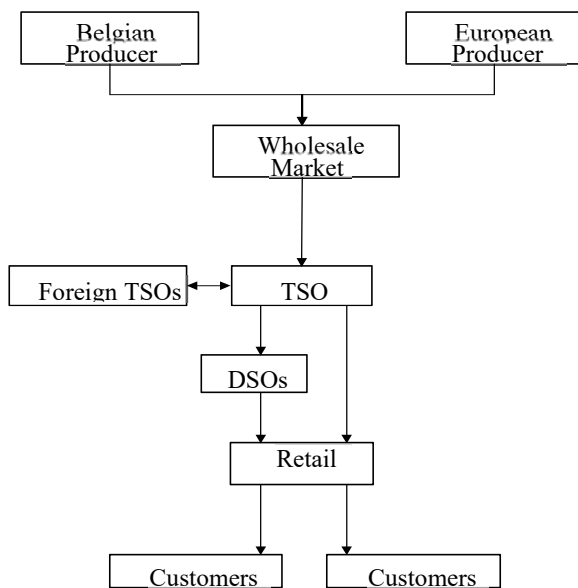 Belgian
Producer
European
Producer
Wholesale
Market
Foreign TSOs
TSO
DSOs
Retail
Customers
Customers